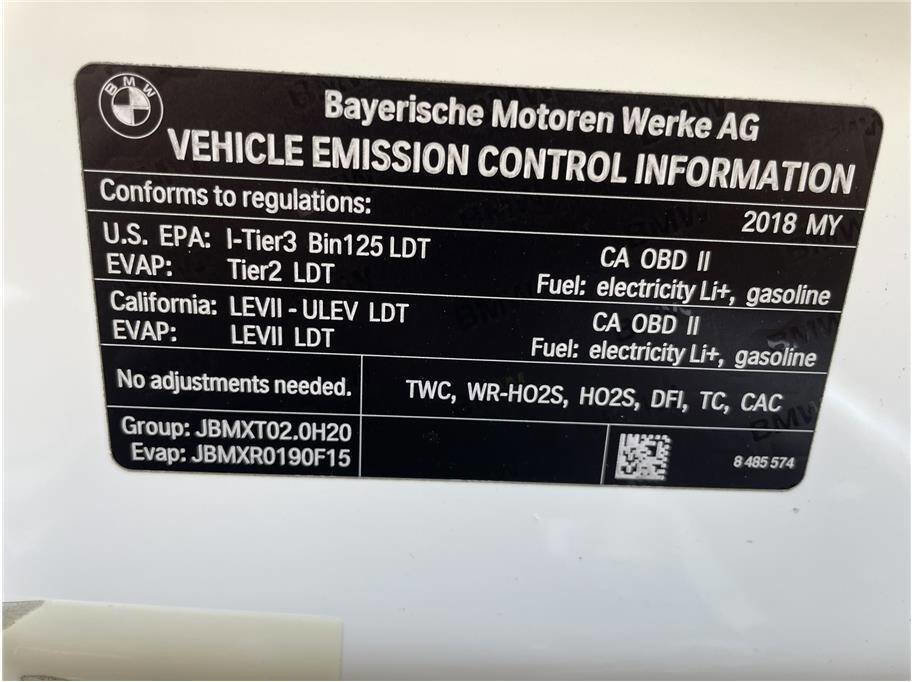 BMW
Bayerische Motoren Werke AG
VEHICLE EMISSION CONTROL INFORMATION
Conforms to regulations: 2018 MY
U.S. EPA: I-Tier3 Bin125 LDT CA OBD II
EVAP: Tier2 LDT Fuel: electricity Li+, gasoline
California: LEVII - ULEV LDT CA OBD II
EVAP: LEVII LDT Fuel: electricity Li+, gasoline
No adjustments needed. TWC, WR-HO2S, HO2S, DFI, TC, CAC
Group: JBMXT02.0H20
Evap: JBMXR0190F15 8 485 574